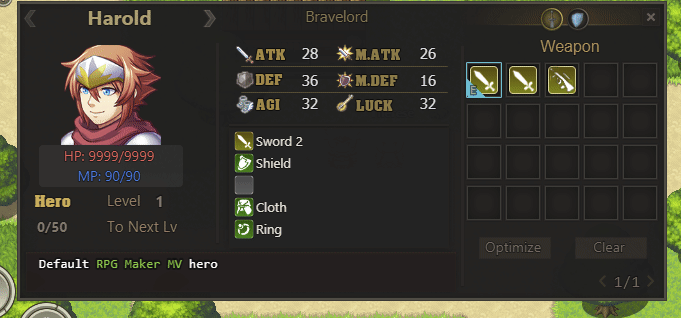 Harold
HP: 9999/9999
MP: 90/90
Hero Level 1
0/50 To Next Lv
Bravelord
ATK 28 M.ATK 26
DEF 36 M.DEF 16
AGI 32 LUCK 32
Sword 2
Shield
Cloth
Ring
Weapon
E
Optimize Clear
1/1
Default RPG Maker MV hero